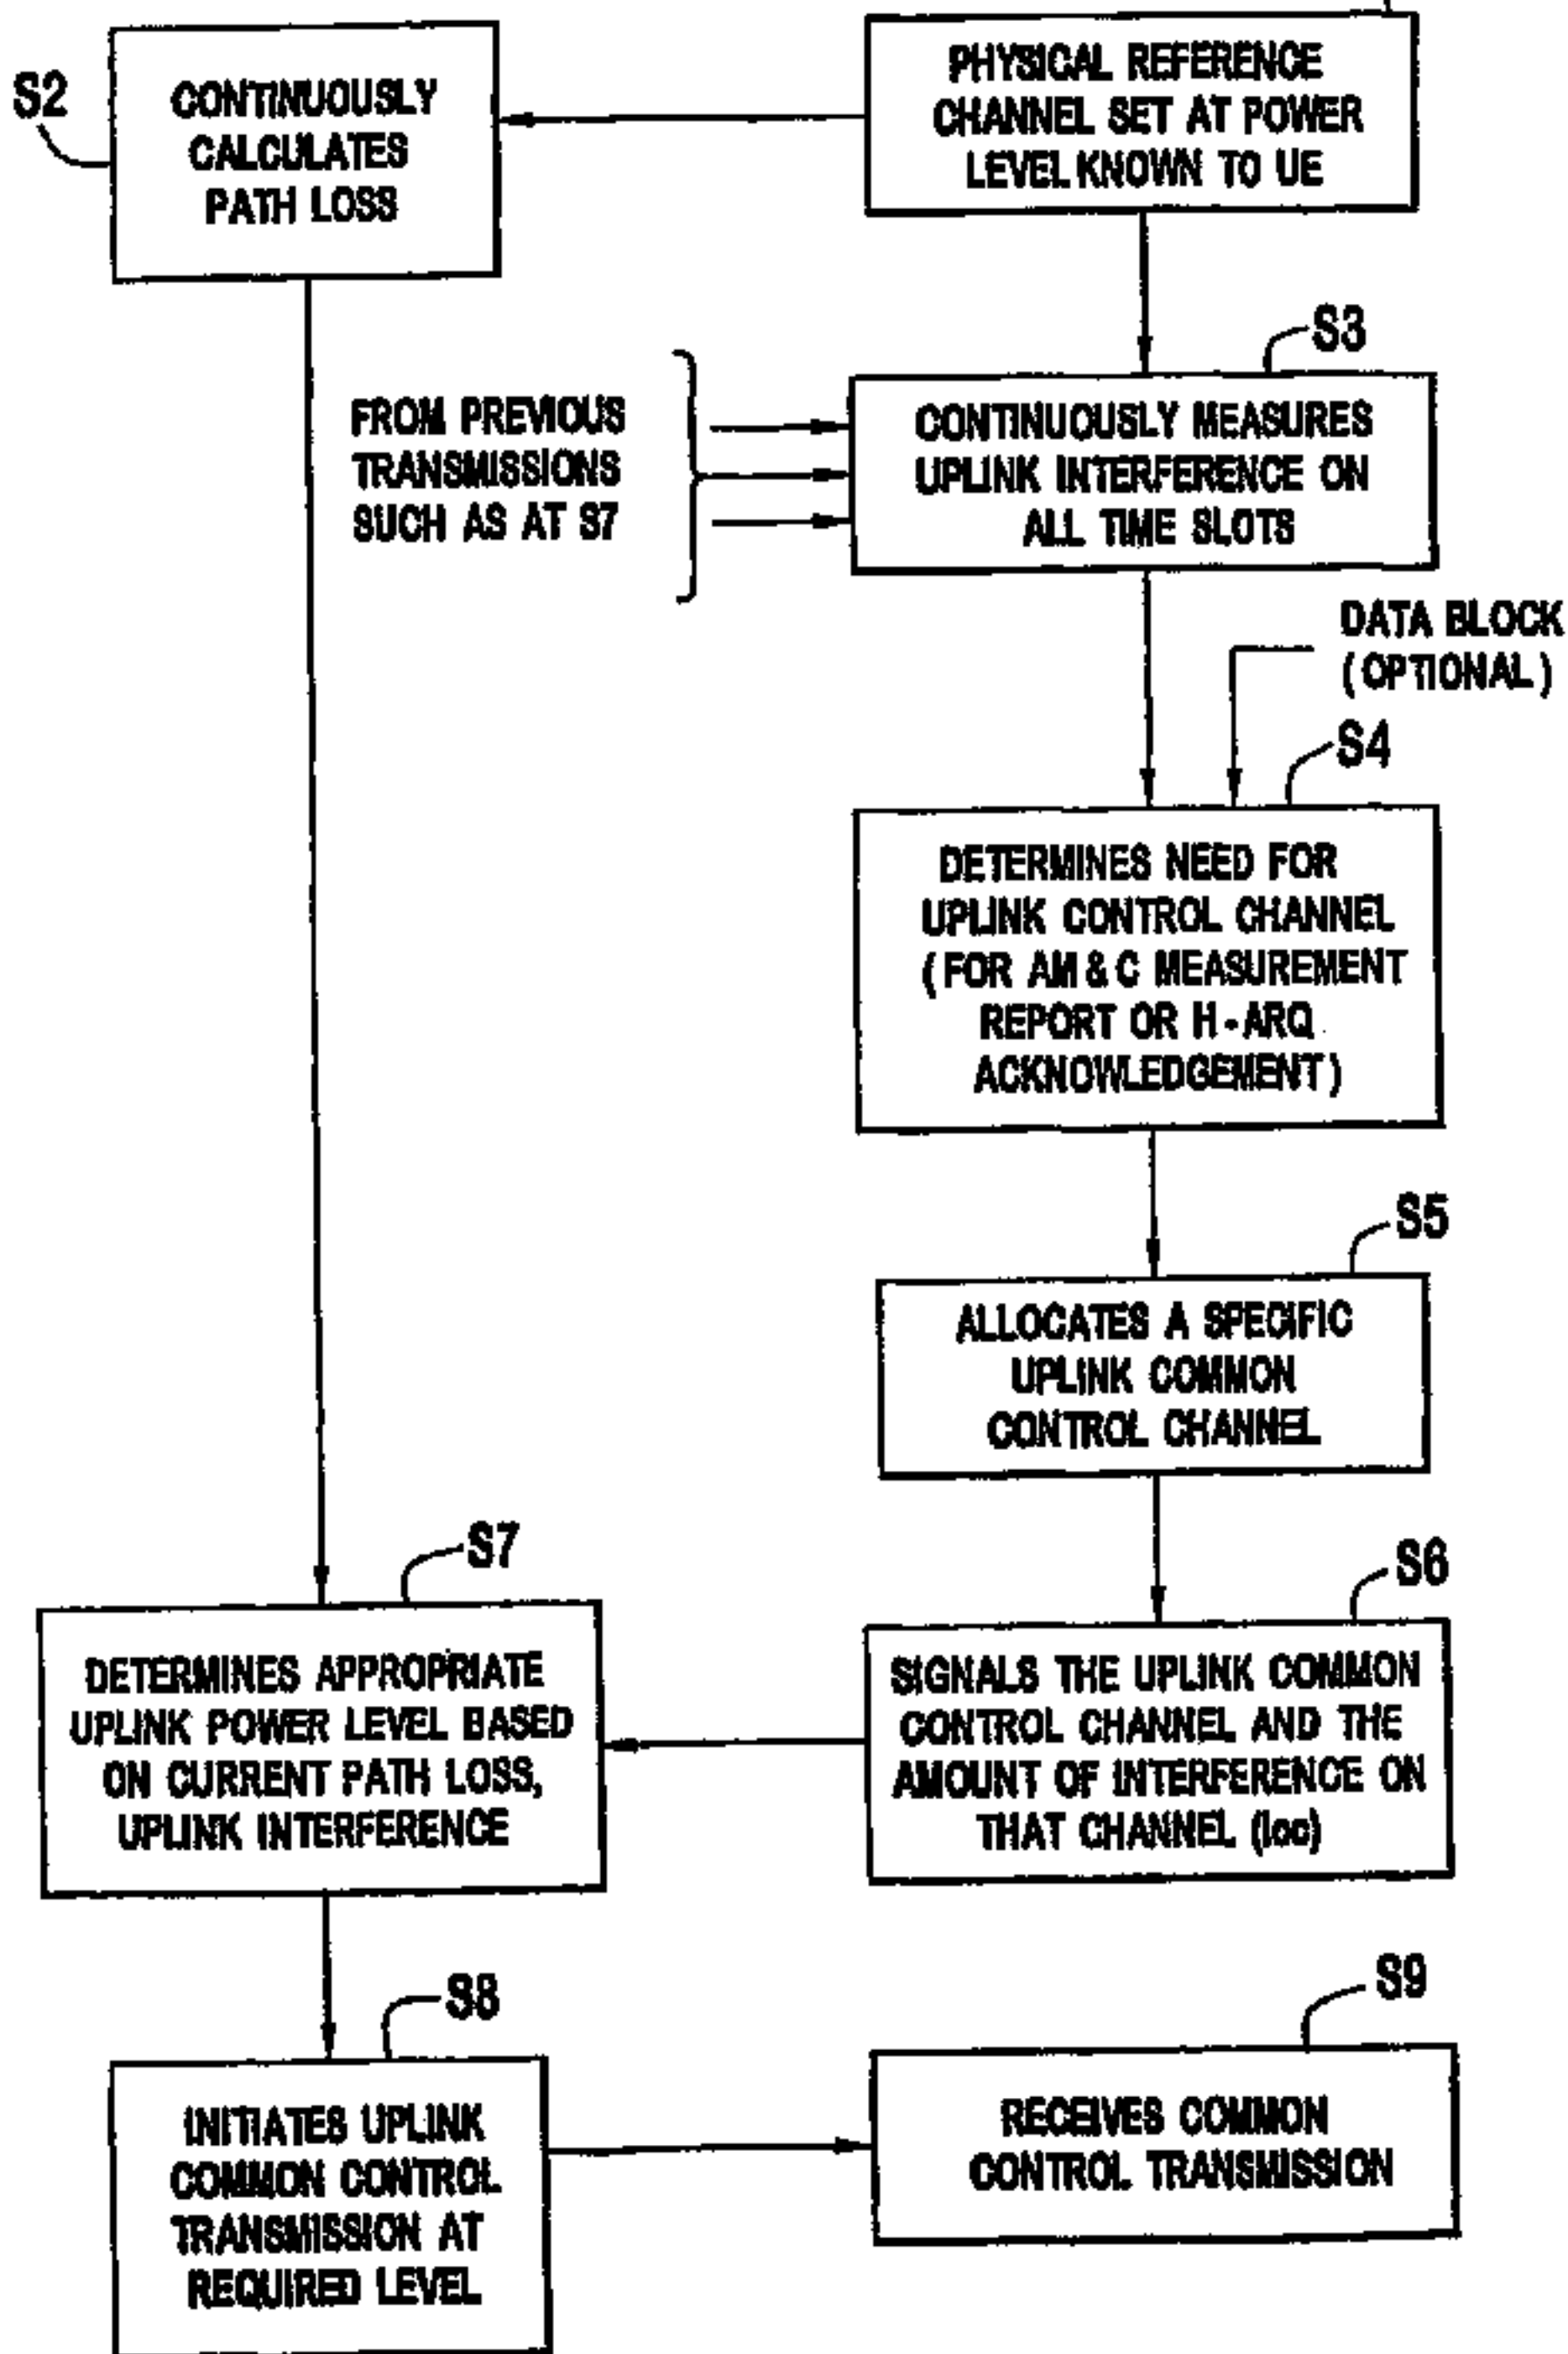 S2
CONTINUOUSLY
CALCULATES
PATH LOSS
PHYSICAL REFERENCE
CHANNEL SET AT POWER
LEVEL KNOWN TO UE
S3
FROM PREVIOUS
TRANSMISSIONS
SUCH AS AT S7
CONTINUOUSLY MEASURES
UPLINK INTERFERENCE ON
ALL TIME SLOTS
DATA BLOCK
(OPTIONAL)
S4
DETERMINES NEED FOR
UPLINK CONTROL CHANNEL
(FOR AM & C MEASUREMENT
REPORT OR H - ARQ
ACKNOWLEDGEMENT)
S5
ALLOCATES A SPECIFIC
UPLINK COMMON
CONTROL CHANNEL
S7
S6
DETERMINES APPROPRIATE
UPLINK POWER LEVEL BASED
ON CURRENT PATH LOSS,
UPLINK INTERFERENCE
SIGNALS THE UPLINK COMMON
CONTROL CHANNEL AND THE
AMOUNT OF INTERFERENCE ON
THAT CHANNEL (Ioc)
S8
S9
INITIATES UPLINK
COMMON CONTROL
TRANSMISSION AT
REQUIRED LEVEL
RECEIVES COMMON
CONTROL TRANSMISSION